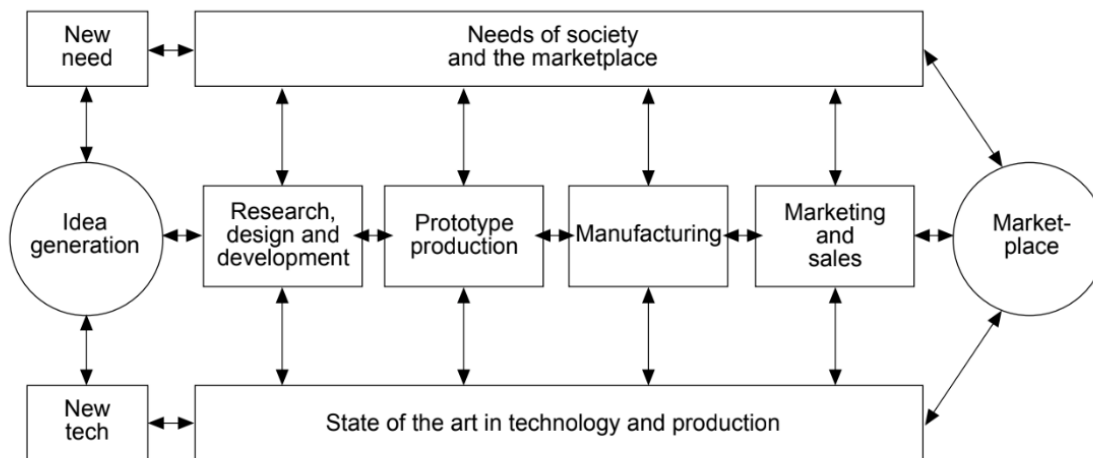 New
need
Needs of society
and the marketplace
Idea
generation
Research,
design and
development
Prototype
production
Manufacturing
Marketing
and
sales
Market-
place
New
tech
State of the art in technology and production